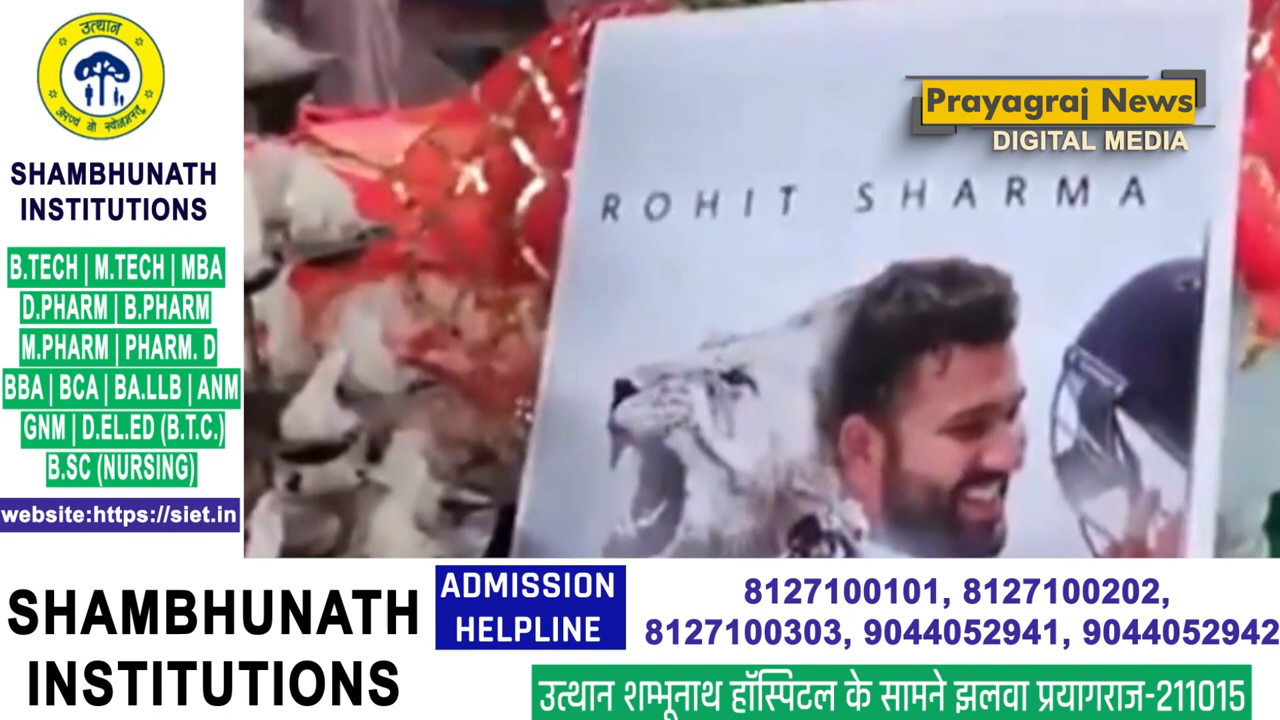 उत्थान
अरण्यं नो
SHAMBHUNATH
INSTITUTIONS
B.TECH | M.TECH | MBA
D.PHARM | B.PHARM
M.PHARM | PHARM. D
BBA | BCA | BA.LLB | ANM
GNM | D.EL.ED (B.T.C.)
B.SC (NURSING)
website:https://siet.in
Prayagraj News
DIGITAL MEDIA
ROHIT SHARMA
SHAMBHUNATH
INSTITUTIONS
ADMISSION
HELPLINE
8127100101, 8127100202,
8127100303, 9044052941, 9044052942
उत्थान शम्भूनाथ हॉस्पिटल के सामने झलवा प्रयागराज-211015